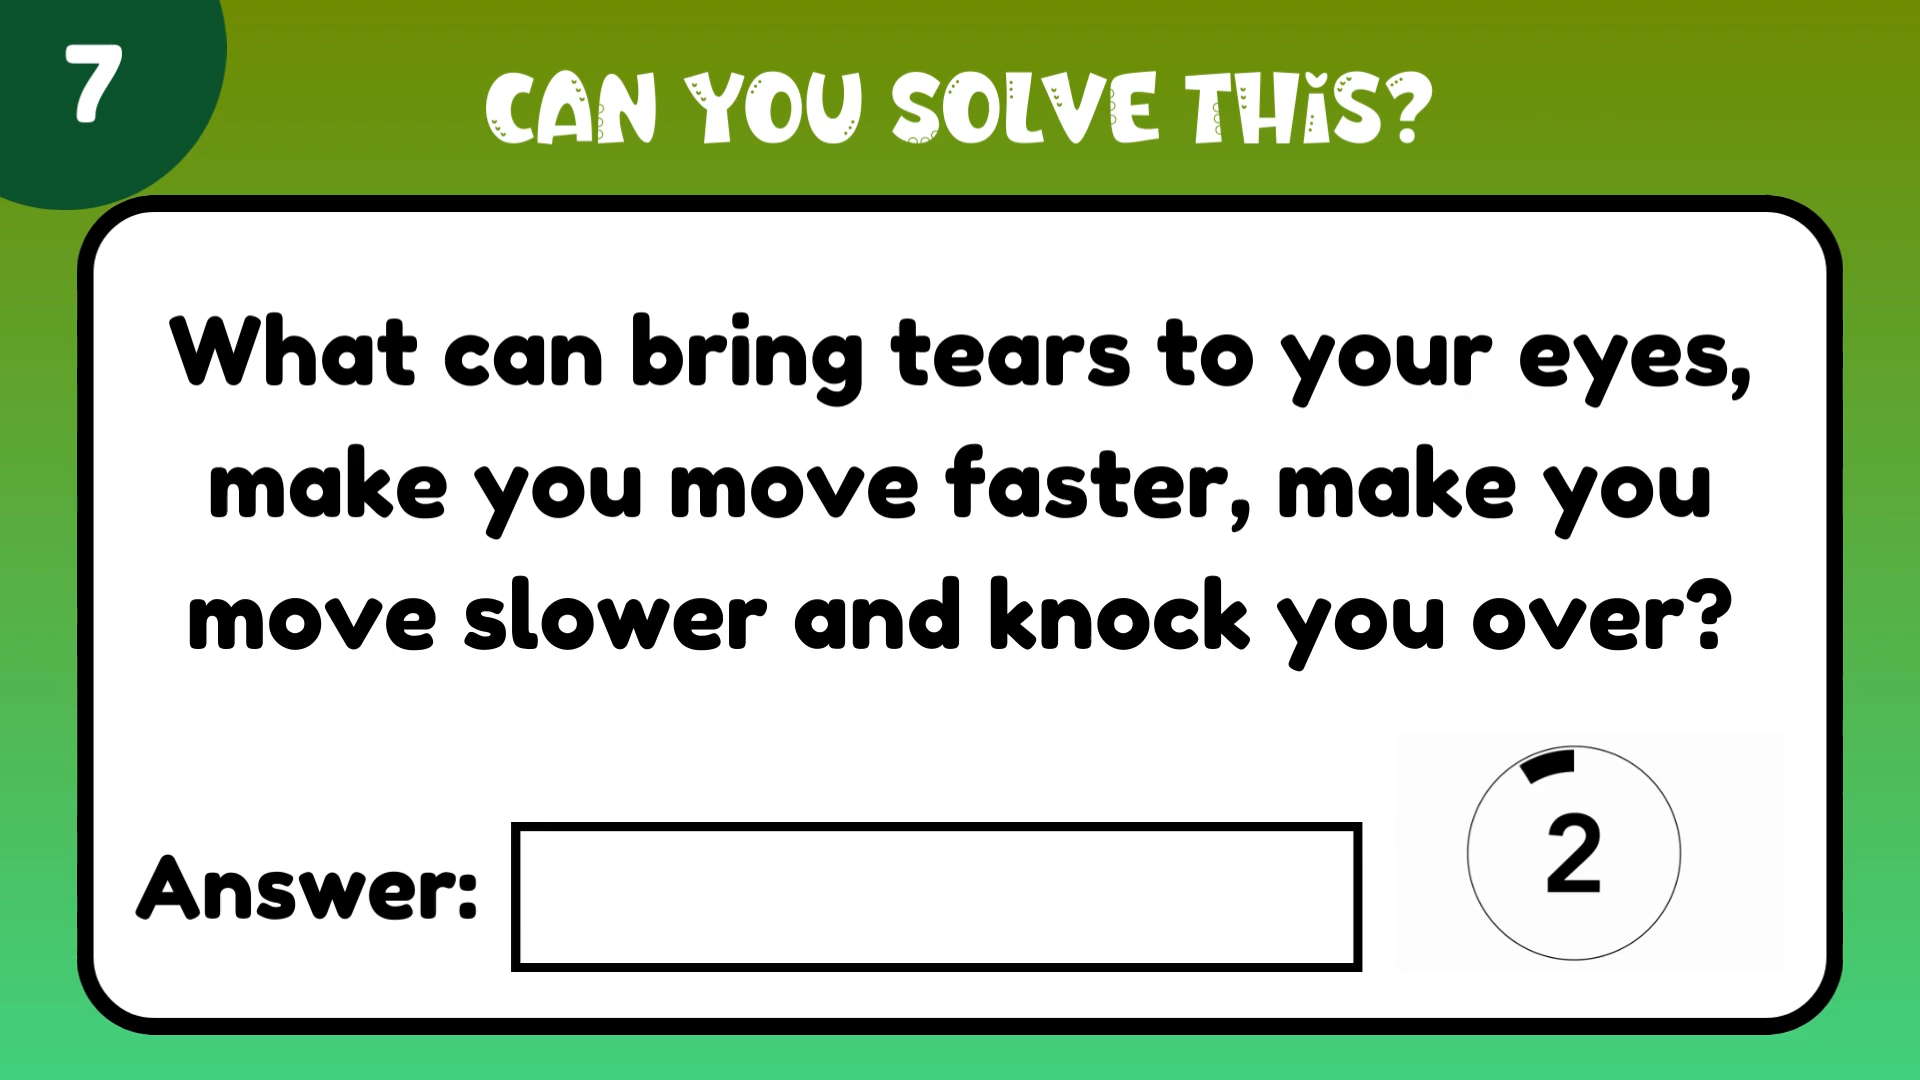 7
CAN YOU SOLVE THIS?
What can bring tears to your eyes,
make you move faster, make you
move slower and knock you over?
Answer:
2